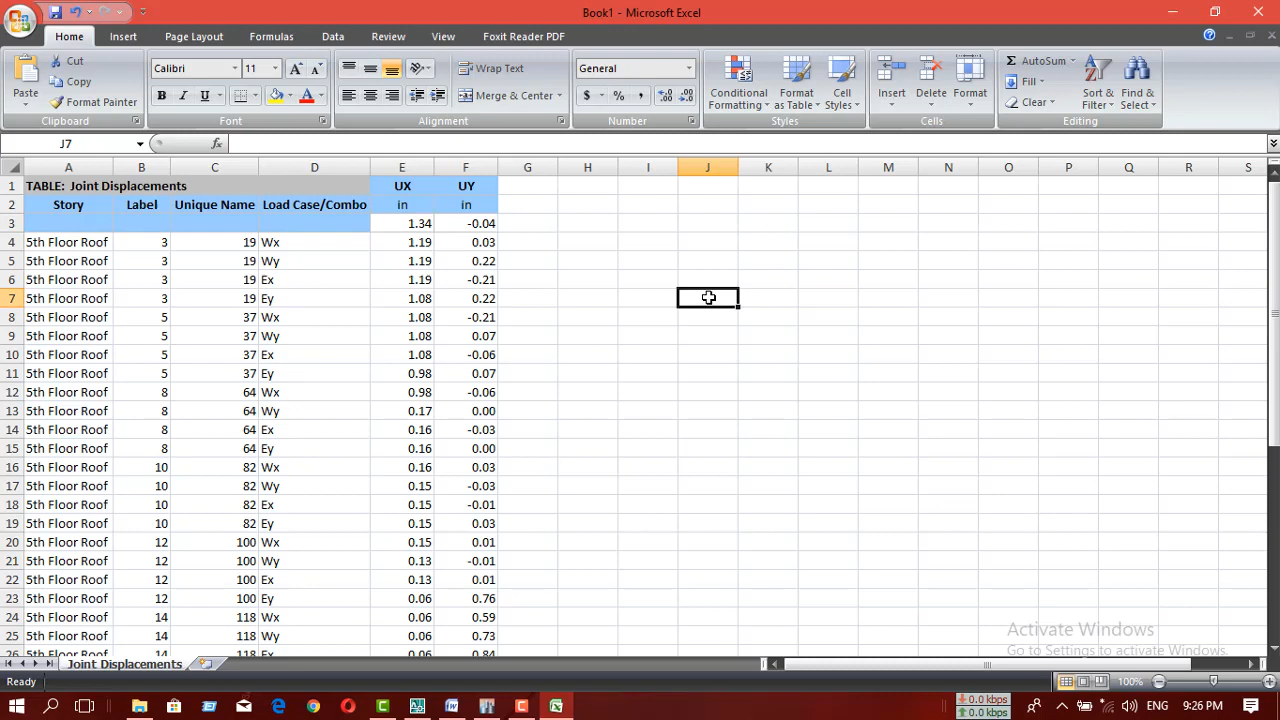 Book1 - Microsoft Excel
Home Insert Page Layout Formulas Data Review View Foxit Reader PDF
Paste Cut Copy Format Painter Clipboard
Calibri 11 B I U Font
Wrap Text Merge & Center Alignment
General $ % , Number
Conditional Formatting Format as Table Cell Styles Styles
Insert Delete Format Cells
AutoSum Fill Clear Sort & Filter Find & Select Editing
J7 fx
A B C D E F G H I J K L M N O P Q R S
1 TABLE: Joint Displacements UX UY
2 Story Label Unique Name Load Case/Combo in in
3 1.34 -0.04
4 5th Floor Roof 3 19 Wx 1.19 0.03
5 5th Floor Roof 3 19 Wy 1.19 0.22
6 5th Floor Roof 3 19 Ex 1.19 -0.21
7 5th Floor Roof 3 19 Ey 1.08 0.22
8 5th Floor Roof 5 37 Wx 1.08 -0.21
9 5th Floor Roof 5 37 Wy 1.08 0.07
10 5th Floor Roof 5 37 Ex 1.08 -0.06
11 5th Floor Roof 5 37 Ey 0.98 0.07
12 5th Floor Roof 8 64 Wx 0.98 -0.06
13 5th Floor Roof 8 64 Wy 0.17 0.00
14 5th Floor Roof 8 64 Ex 0.16 -0.03
15 5th Floor Roof 8 64 Ey 0.16 0.00
16 5th Floor Roof 10 82 Wx 0.16 0.03
17 5th Floor Roof 10 82 Wy 0.15 -0.03
18 5th Floor Roof 10 82 Ex 0.15 -0.01
19 5th Floor Roof 10 82 Ey 0.15 0.03
20 5th Floor Roof 12 100 Wx 0.15 0.01
21 5th Floor Roof 12 100 Wy 0.13 -0.01
22 5th Floor Roof 12 100 Ex 0.13 0.01
23 5th Floor Roof 12 100 Ey 0.06 0.76
24 5th Floor Roof 14 118 Wx 0.06 0.59
25 5th Floor Roof 14 118 Wy 0.06 0.73
26 5th Floor Roof 14 118 Ex 0.06 0.84
Activate Windows
Go to Settings to activate Windows.
Joint Displacements
Ready 100%
0.0 kbps
0.0 kbps
ENG 9:26 PM